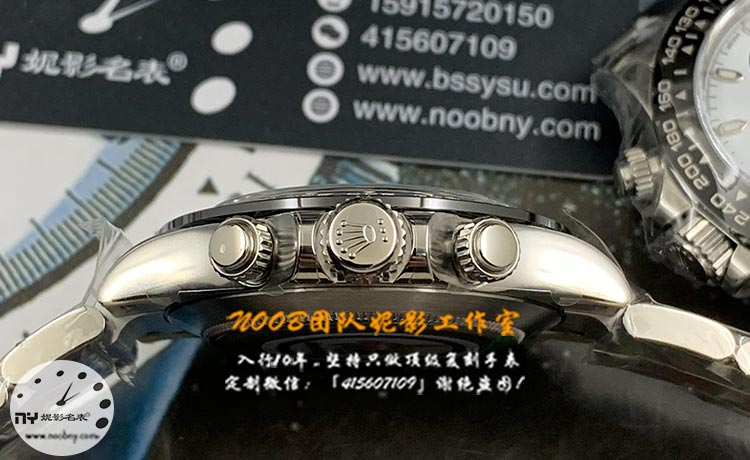 15915720150
415607109
www.bssysu.com
www.noobny.com
NY 妮影名表®
130
140
150
160
180
200
NOOB团队妮影工作室
入行10年，坚持只做顶级复刻手表
定制微信：「415607109」谢绝盗图！
NY 妮影名表®
www.noobny.com